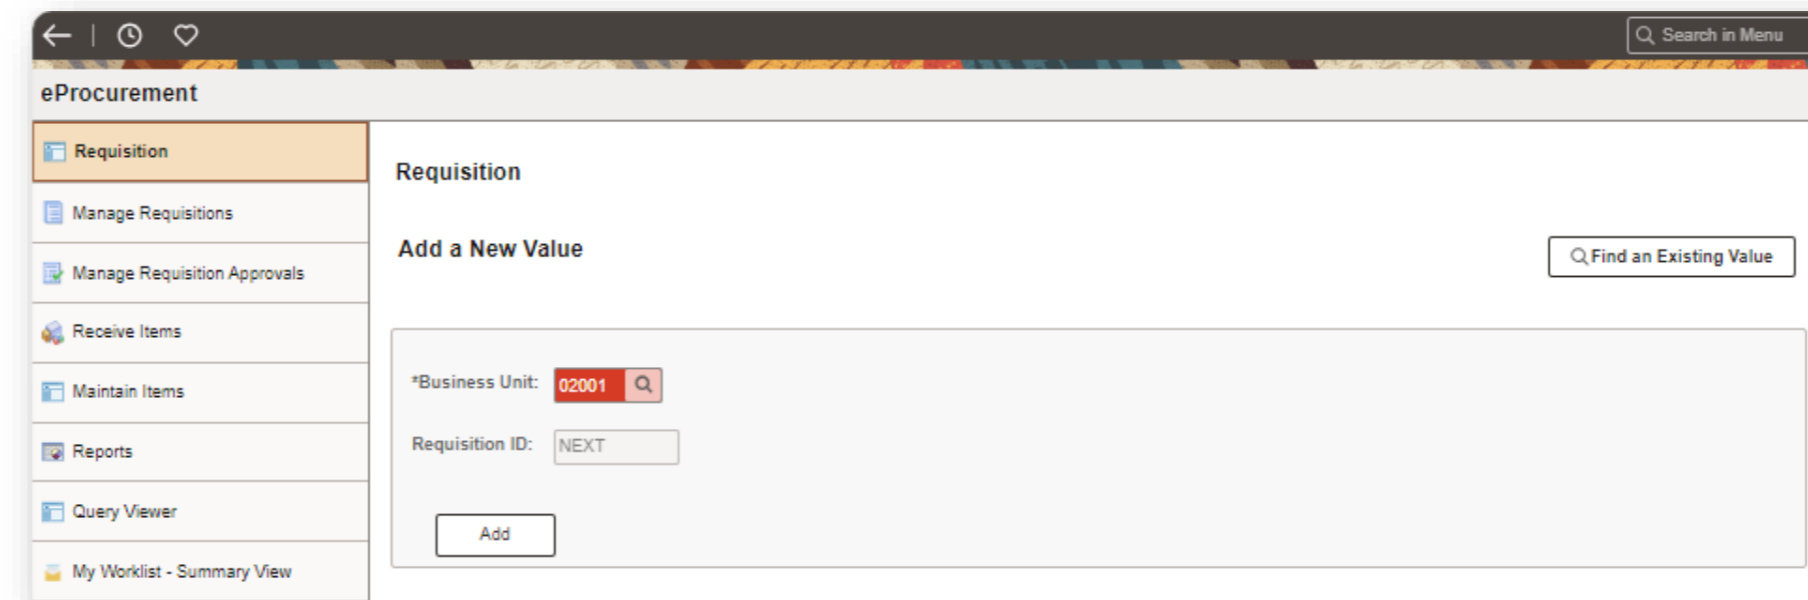 Search in Menu
eProcurement
Requisition
Manage Requisitions
Manage Requisition Approvals
Receive Items
Maintain Items
Reports
Query Viewer
My Worklist - Summary View
Requisition
Add a New Value
Find an Existing Value
*Business Unit: 02001
Requisition ID: NEXT
Add